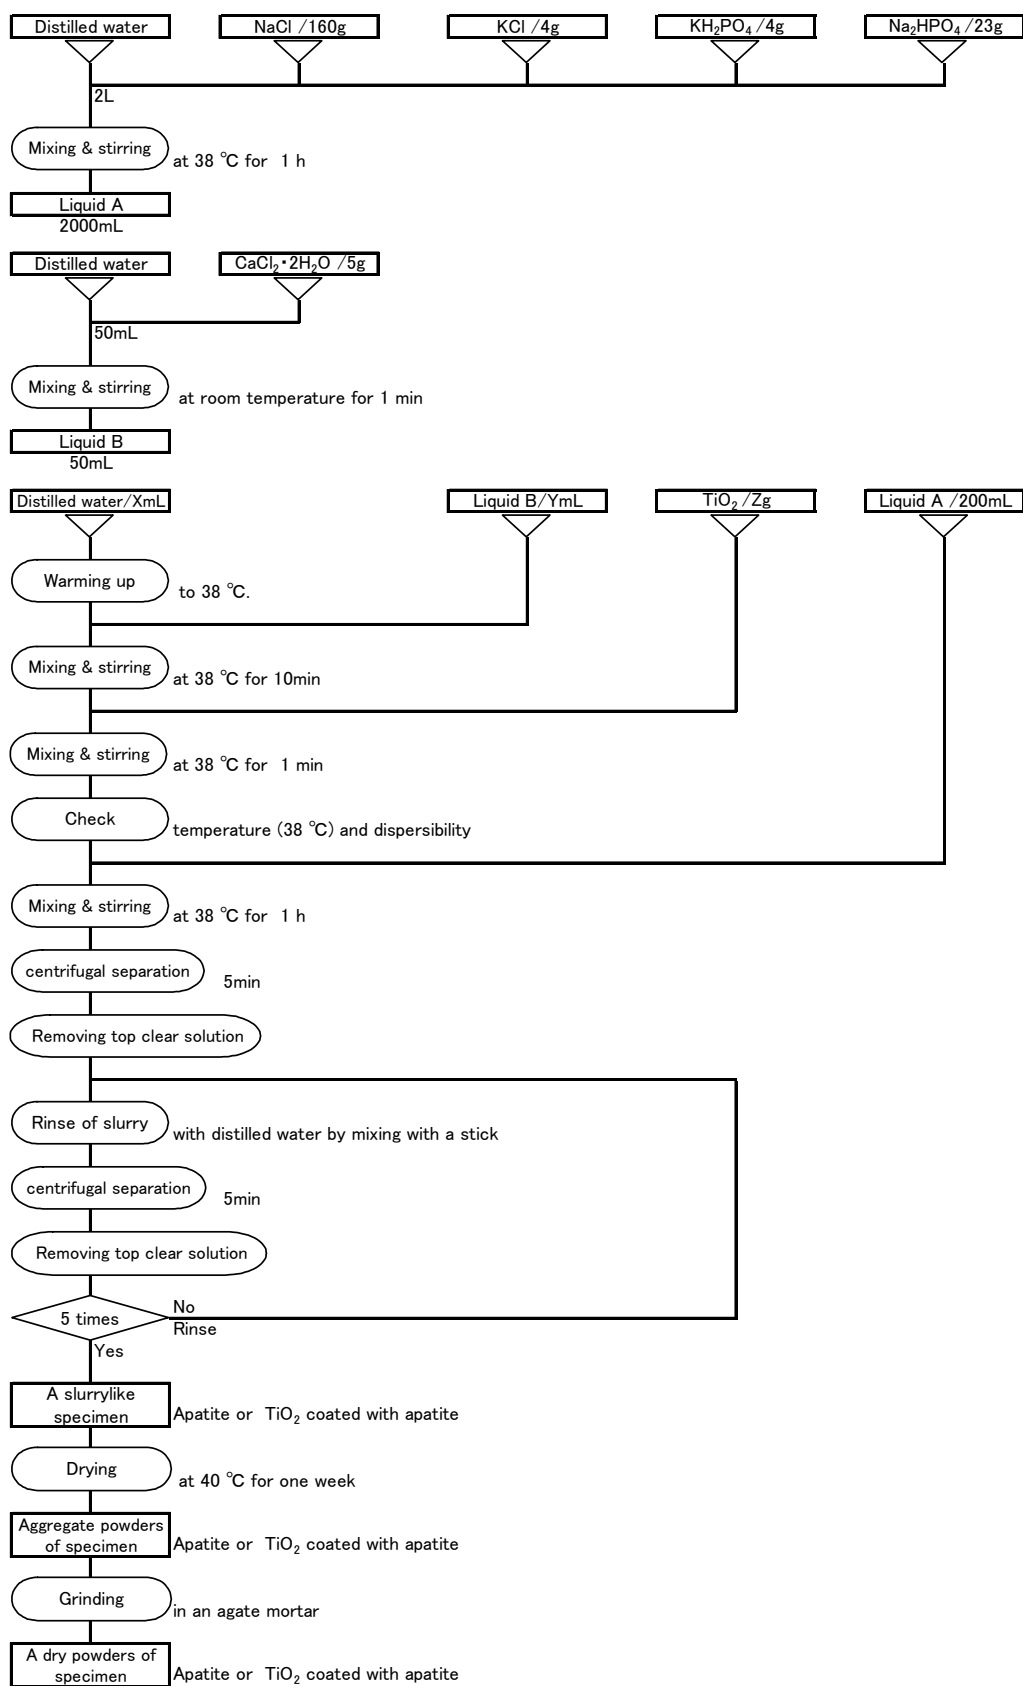 Distilled water
NaCl /160g
KCl /4g
KH₂PO₄ /4g
Na₂HPO₄ /23g
2L
Mixing & stirring
at 38 ℃ for 1 h
Liquid A
2000mL
Distilled water
CaCl₂・2H₂O /5g
50mL
Mixing & stirring
at room temperature for 1 min
Liquid B
50mL
Distilled water/XmL
Liquid B/YmL
TiO₂ /Zg
Liquid A /200mL
Warming up
to 38 ℃.
Mixing & stirring
at 38 ℃ for 10min
Mixing & stirring
at 38 ℃ for 1 min
Check
temperature (38 ℃) and dispersibility
Mixing & stirring
at 38 ℃ for 1 h
centrifugal separation
5min
Removing top clear solution
Rinse of slurry
with distilled water by mixing with a stick
centrifugal separation
5min
Removing top clear solution
5 times
No
Rinse
Yes
A slurrylike
specimen
Apatite or TiO₂ coated with apatite
Drying
at 40 ℃ for one week
Aggregate powders
of specimen
Apatite or TiO₂ coated with apatite
Grinding
in an agate mortar
A dry powders of
specimen
Apatite or TiO₂ coated with apatite